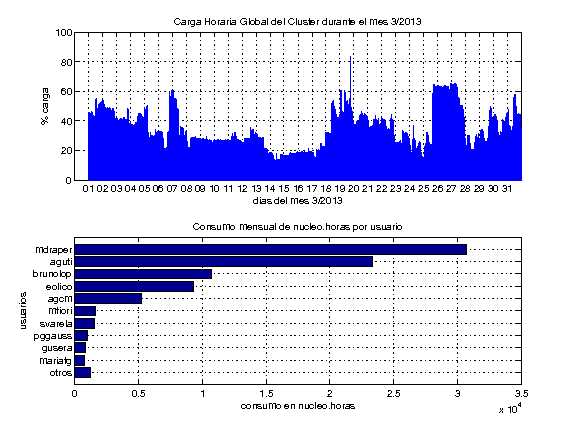 Carga Horaria Global del Cluster durante el mes 3/2013
100
80
60
40
20
0
% carga
01 02 03 04 05 06 07 08 09 10 11 12 13 14 15 16 17 18 19 20 21 22 23 24 25 26 27 28 29 30 31
dias del mes 3/2013
Consumo mensual de nucleo.horas por usuario
usuarios
mdraper
aguti
brunolop
eolico
agcm
mfiori
svarela
pggauss
gusera
mariafg
otros
0 0.5 1 1.5 2 2.5 3 3.5
x 10^4
consumo en nucleo.horas